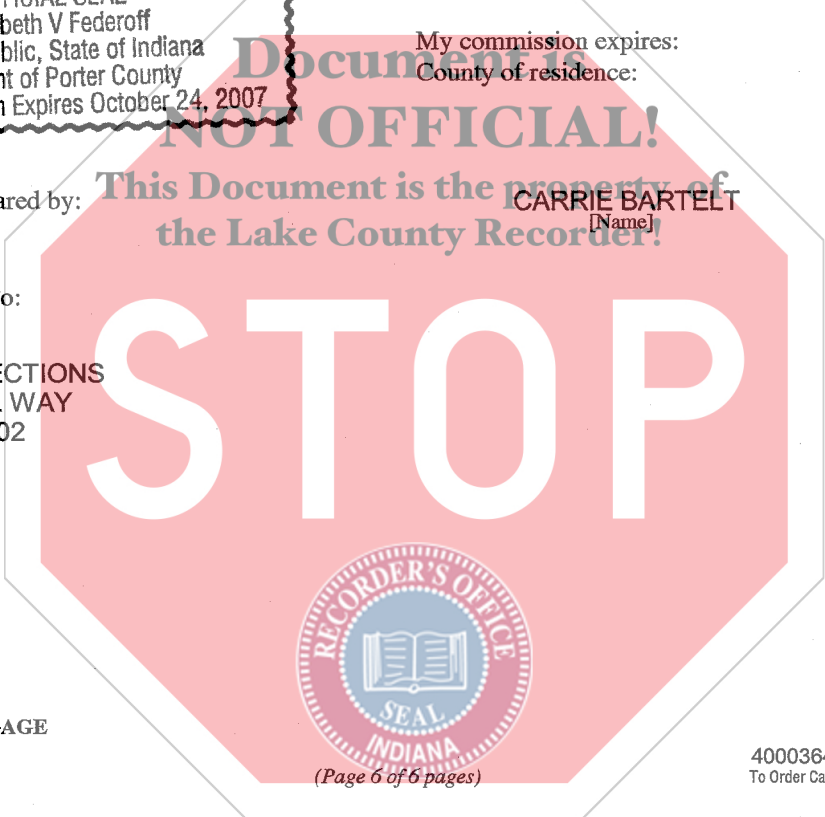 beth V Federoff
blic, State of Indiana
nt of Porter County
n Expires October 24, 2007
My commission expires:
County of residence:
Document is
NOT OFFICIAL!
This Document is the property of
the Lake County Recorder!
ared by:
CARRIE BARTELT
[Name]
o:
ECTIONS
WAY
02
STOP
RECORDER'S OFFICE
SEAL
INDIANA
AGE
(Page 6 of 6 pages)
400036
To Order Ca